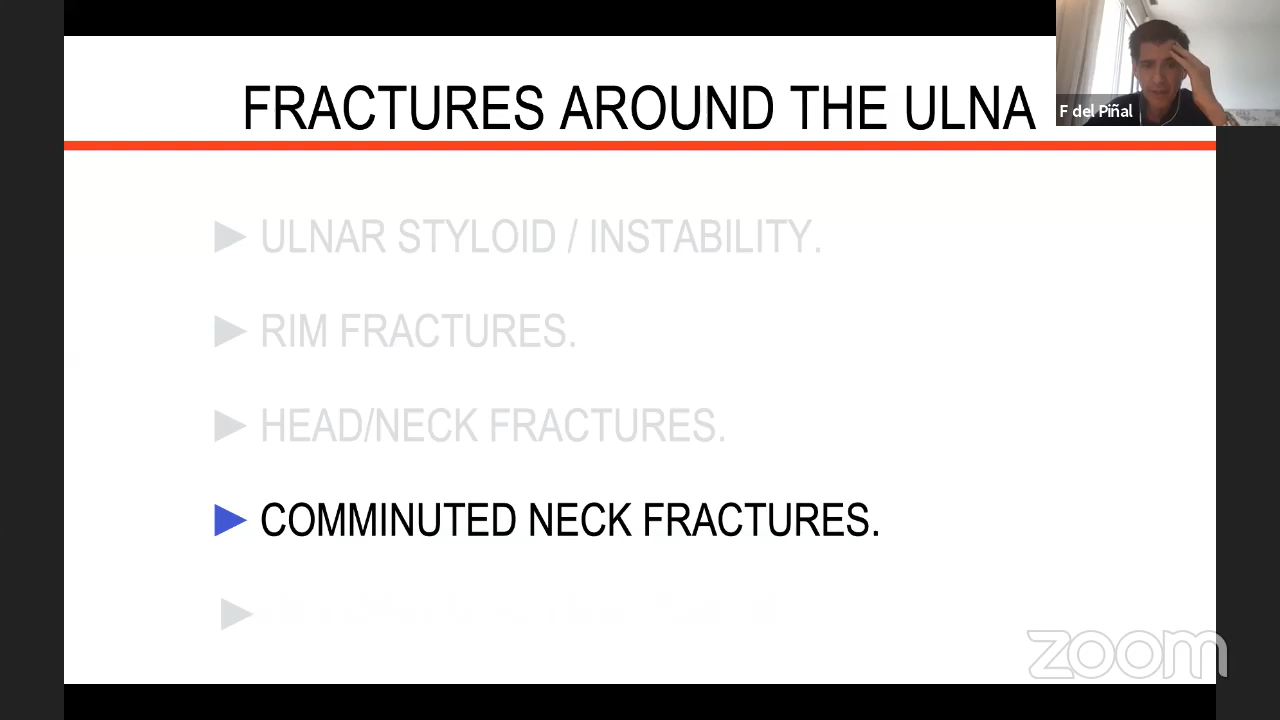 FRACTURES AROUND THE ULNA
F del Piñal
ULNAR STYLOID / INSTABILITY.
RIM FRACTURES.
HEAD/NECK FRACTURES.
COMMINUTED NECK FRACTURES.
zoom